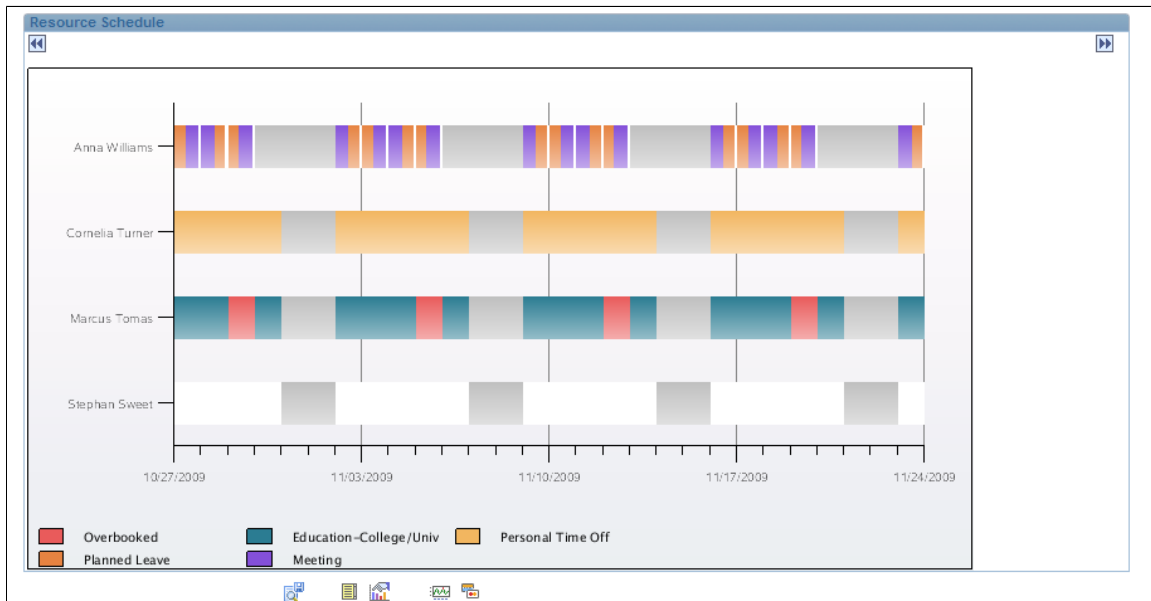 Resource Schedule
Anna Williams
Cornelia Turner
Marcus Tomas
Stephan Sweet
10/27/2009 11/03/2009 11/10/2009 11/17/2009 11/24/2009
Overbooked Education-College/Univ Personal Time Off
Planned Leave Meeting